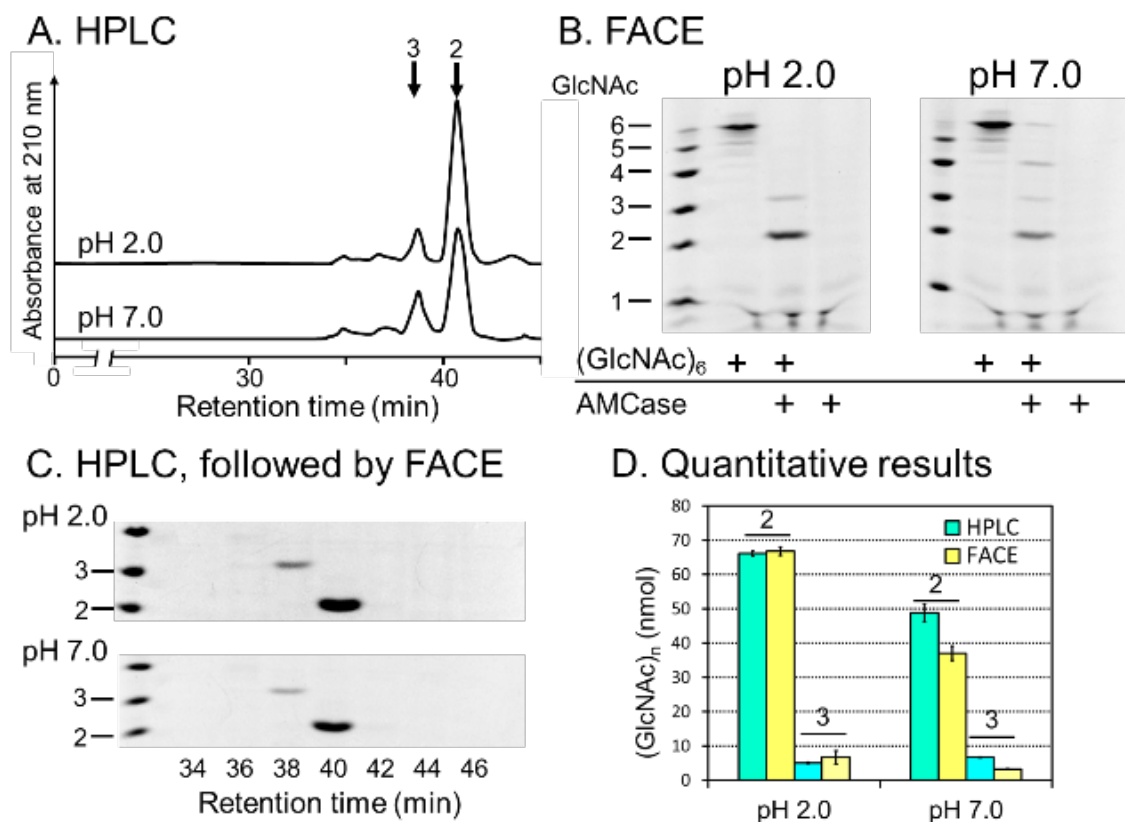 A. HPLC
3 2
Absorbance at 210 nm
pH 2.0
pH 7.0
0 30 40
Retention time (min)
B. FACE
GlcNAc
pH 2.0 pH 7.0
6
5
4
3
2
1
(GlcNAc)6 + + + +
AMCase + + + +
C. HPLC, followed by FACE
pH 2.0
3
2
pH 7.0
3
2
34 36 38 40 42 44 46
Retention time (min)
D. Quantitative results
(GlcNAc)n (nmol)
80
70
60
50
40
30
20
10
0
2
3
2
3
HPLC
FACE
pH 2.0 pH 7.0